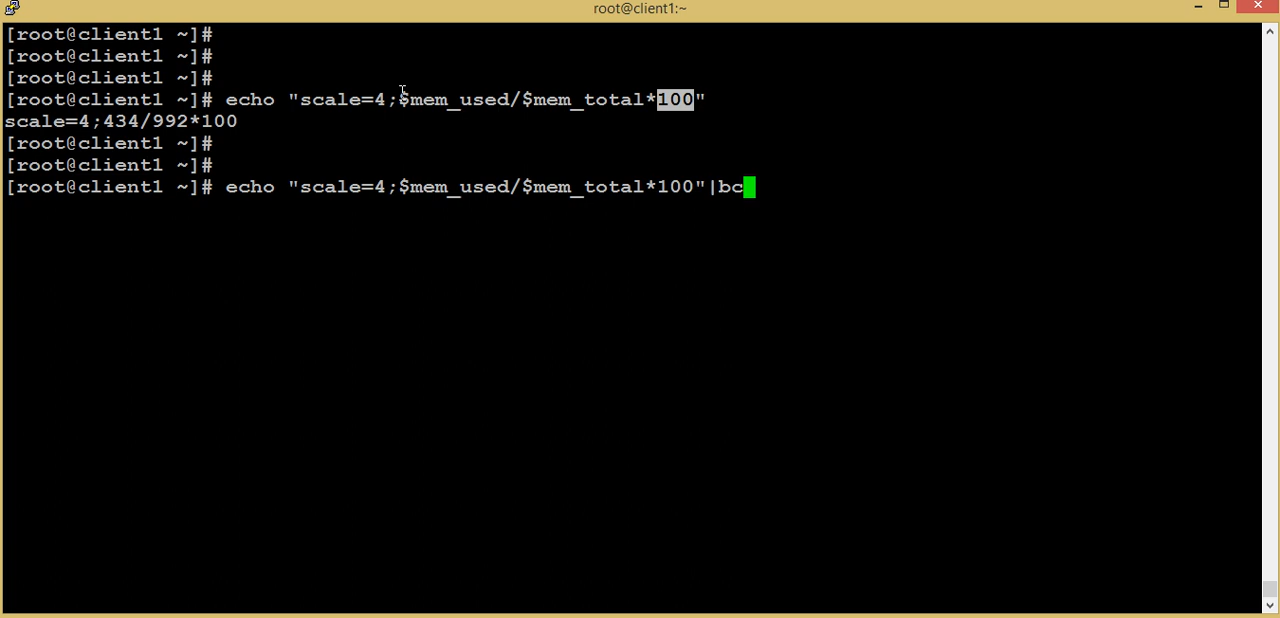 root@client1:~
[root@client1 ~]#
[root@client1 ~]#
[root@client1 ~]#
[root@client1 ~]# echo "scale=4;$mem_used/$mem_total*100"
scale=4;434/992*100
[root@client1 ~]#
[root@client1 ~]#
[root@client1 ~]# echo "scale=4;$mem_used/$mem_total*100"|bc